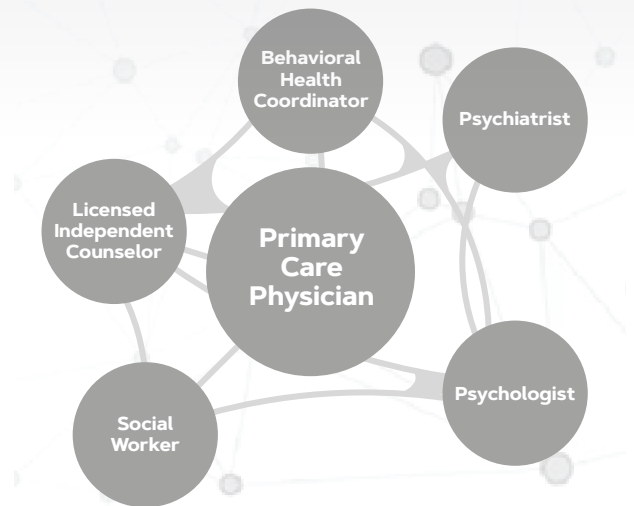 Behavioral
Health
Coordinator
Psychiatrist
Licensed
Independent
Counselor
Primary
Care
Physician
Psychologist
Social
Worker